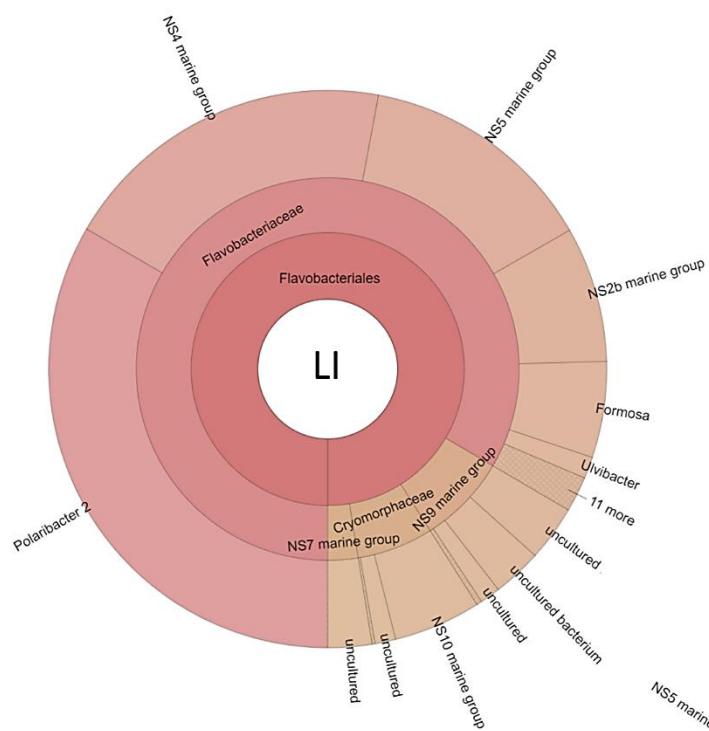 NS4 marine group
NS5 marine group
Flavobacteriaceae
Flavobacteriales
NS2b marine group
LI
Formosa
Ulvibacter
11 more
NS9 marine group
Cryomorphaceae
NS7 marine group
Polaribacter 2
uncultured
uncultured bacterium
uncultured
NS10 marine group
uncultured
uncultured
NS5 marine